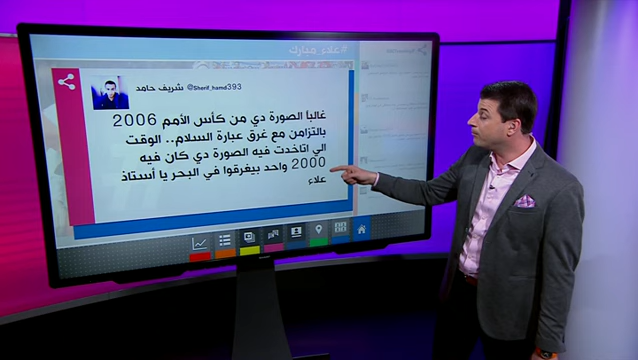 #علاء_مبارك
شريف حامد @Sherif_hamd393
غالبا الصورة دي من كأس الأمم 2006
بالتزامن مع غرق عبارة السلام.. الوقت
الي اتاخدت فيه الصورة دي كان فيه
2000 واحد بيغرقوا في البحر يا أستاذ
علاء